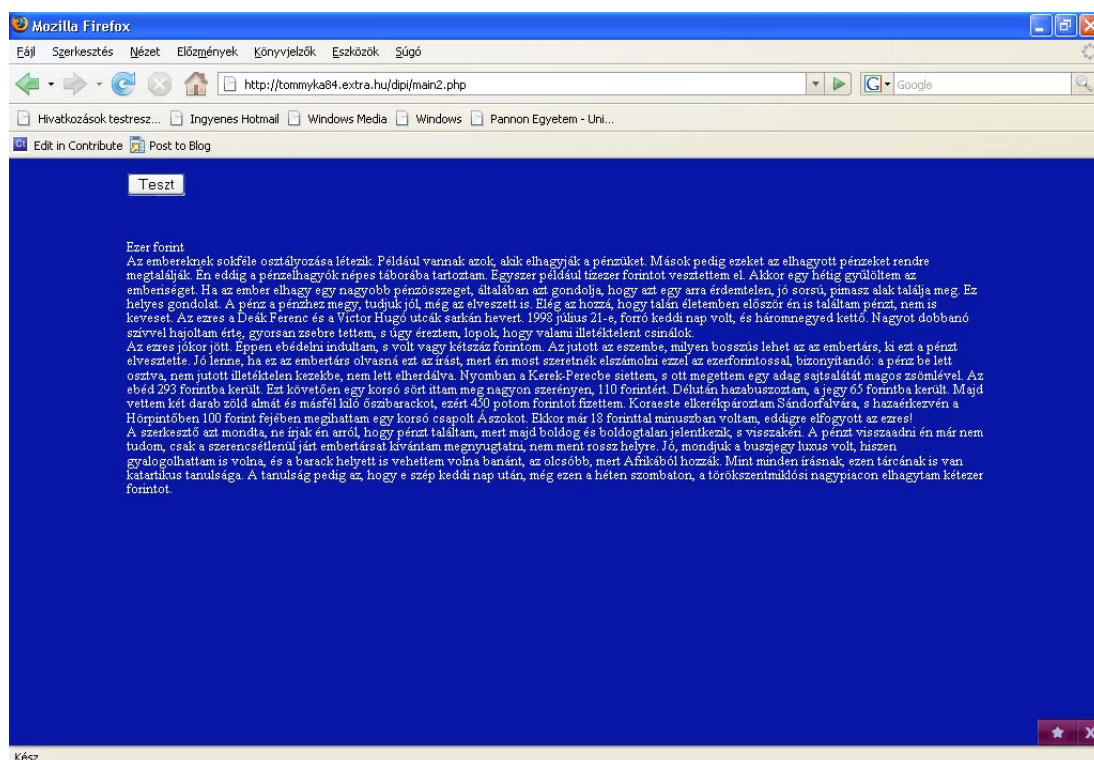 Mozilla Firefox
Fájl Szerkesztés Nézet Előzmények Könyvjelzők Eszközök Súgó
http://tommyka84.extra.hu/dipi/main2.php
G Google
Hivatkozások testresz... Ingyenes Hotmail Windows Media Windows Pannon Egyetem - Uni...
Ct Edit in Contribute Post to Blog
Teszt
Ezer forint
Az embereknek sokféle osztályozása létezik. Például vannak azok, akik elhagyják a pénzüket. Mások pedig ezeket az elhagyott pénzeket rendre
megtalálják. Én eddig a pénzelhagyók népes táborába tartoztam. Egyszer például tízezer forintot vesztettem el. Akkor egy hétig gyűlöltem az
emberiséget. Ha az ember elhagy egy nagyobb pénzösszeget, általában azt gondolja, hogy azt egy arra érdemtelen, jó sorsú, pimasz alak találja meg. Ez
helyes gondolat. A pénz a pénzhez megy, tudjuk jól, még az elveszett is. Elég az hozzá, hogy talán életemben először én is találtam pénzt, nem is
keveset. Az ezres a Deák Ferenc és a Victor Hugó utcák sarkán hevert. 1998 július 21-e, forró keddi nap volt, és háromnegyed kettő. Nagyot dobbanó
szívvel hajoltam érte, gyorsan zsebre tettem, s úgy éreztem, lopok, hogy valami illetéktelent csinálok.
Az ezres jókor jött. Éppen ebédelni indultam, s volt vagy kétszáz forintom. Az jutott az eszembe, milyen bosszús lehet az az embertárs, ki ezt a pénzt
elvesztette. Jó lenne, ha ez az embertárs olvasná ezt az írást, mert én most szeretnék elszámolni ezzel az ezerforintossal, bizonyítandó: a pénz be lett
osztva, nem jutott illetéktelen kezekbe, nem lett elherdálva. Nyomban a Kerek-Perecbe siettem, s ott megettem egy adag sajtsalátát magos zsömlével. Az
ebéd 293 forintba került. Ezt követően egy korsó sört ittam meg nagyon szerényen, 110 forintért. Délután hazabuszoztam, a jegy 65 forintba került. Majd
vettem két darab zöld almát és másfél kiló őszibarackot, ezért 450 potom forintot fizettem. Koraeste elkerékpároztam Sándorfalvára, s hazaérkezvén a
Hörpintőben 100 forint fejében megihattam egy korsó csapolt Ászokot. Ekkor már 18 forinttal minuszban voltam, eddigre elfogyott az ezres!
A szerkesztő azt mondta, ne írjak én arról, hogy pénzt találtam, mert majd boldog és boldogtalan jelentkezik, s visszakéri. A pénzt visszaadni én már nem
tudom, csak a szerencsétlenül járt embertársat kívántam megnyugtatni, nem ment rossz helyre. Jó, mondjuk a buszjegy luxus volt, hiszen
gyalogolhattam is volna, és a barack helyett is vehettem volna banánt, az olcsóbb, mert Afrikából hozzák. Mint minden írásnak, ezen tárcának is van
katartikus tanulsága. A tanulság pedig az, hogy e szép keddi nap után, még ezen a héten szombaton, a törökszentmiklósi nagypiacon elhagytam kétezer
forintot.
Kész